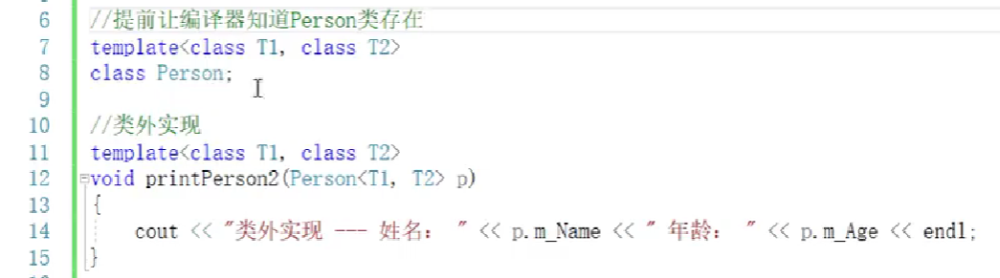 6 //提前让编译器知道Person类存在
7 template<class T1, class T2>
8 class Person;
9
10 //类外实现
11 template<class T1, class T2>
12 void printPerson2(Person<T1, T2> p)
13 {
14 cout << "类外实现 --- 姓名： " << p.m_Name << " 年龄： " << p.m_Age << endl;
15 }